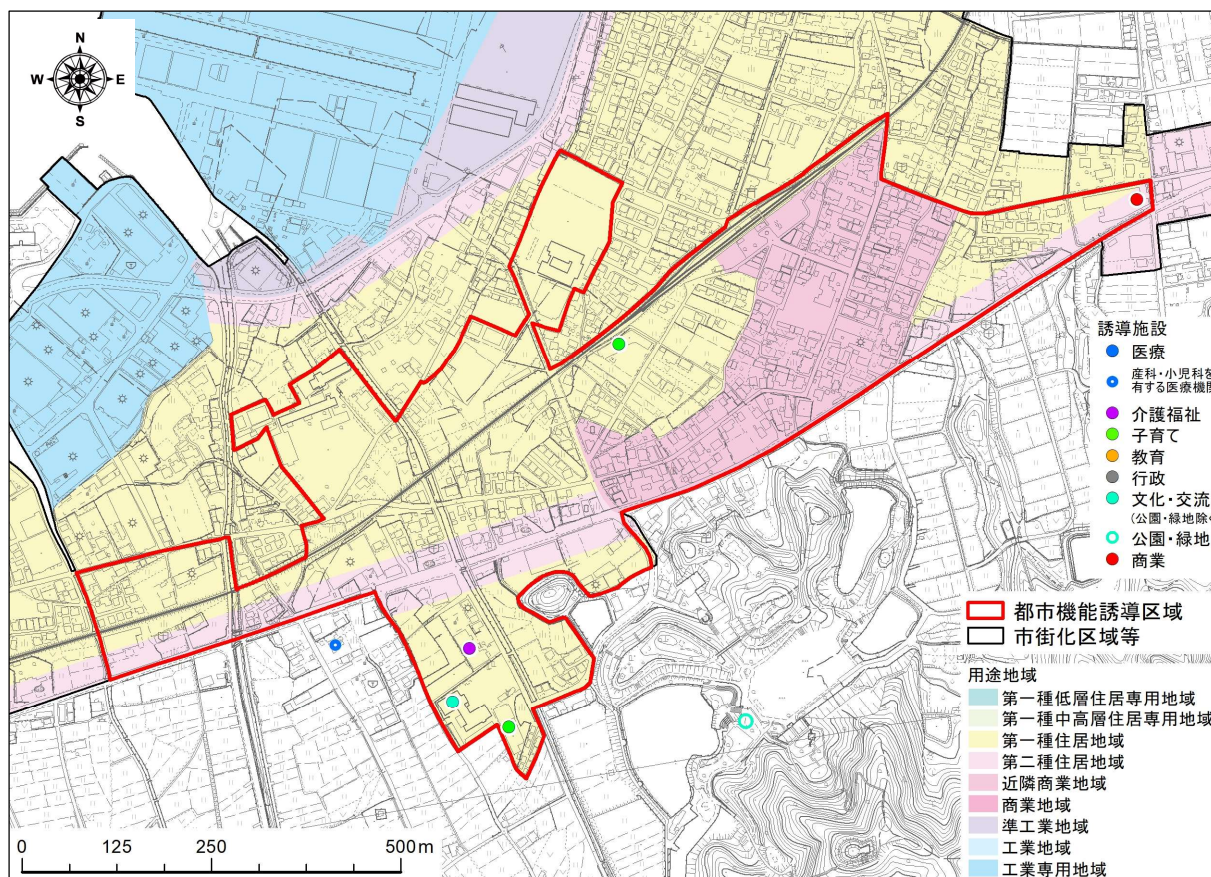 N
W E
S
誘導施設
医療
産科・小児科を
有する医療機関
介護福祉
子育て
教育
行政
文化・交流
(公園・緑地除く
公園・緑地
商業
都市機能誘導区域
市街化区域等
用途地域
第一種低層住居専用地域
第一種中高層住居専用地域
第一種住居地域
第二種住居地域
近隣商業地域
商業地域
準工業地域
工業地域
工業専用地域
0 125 250 500m